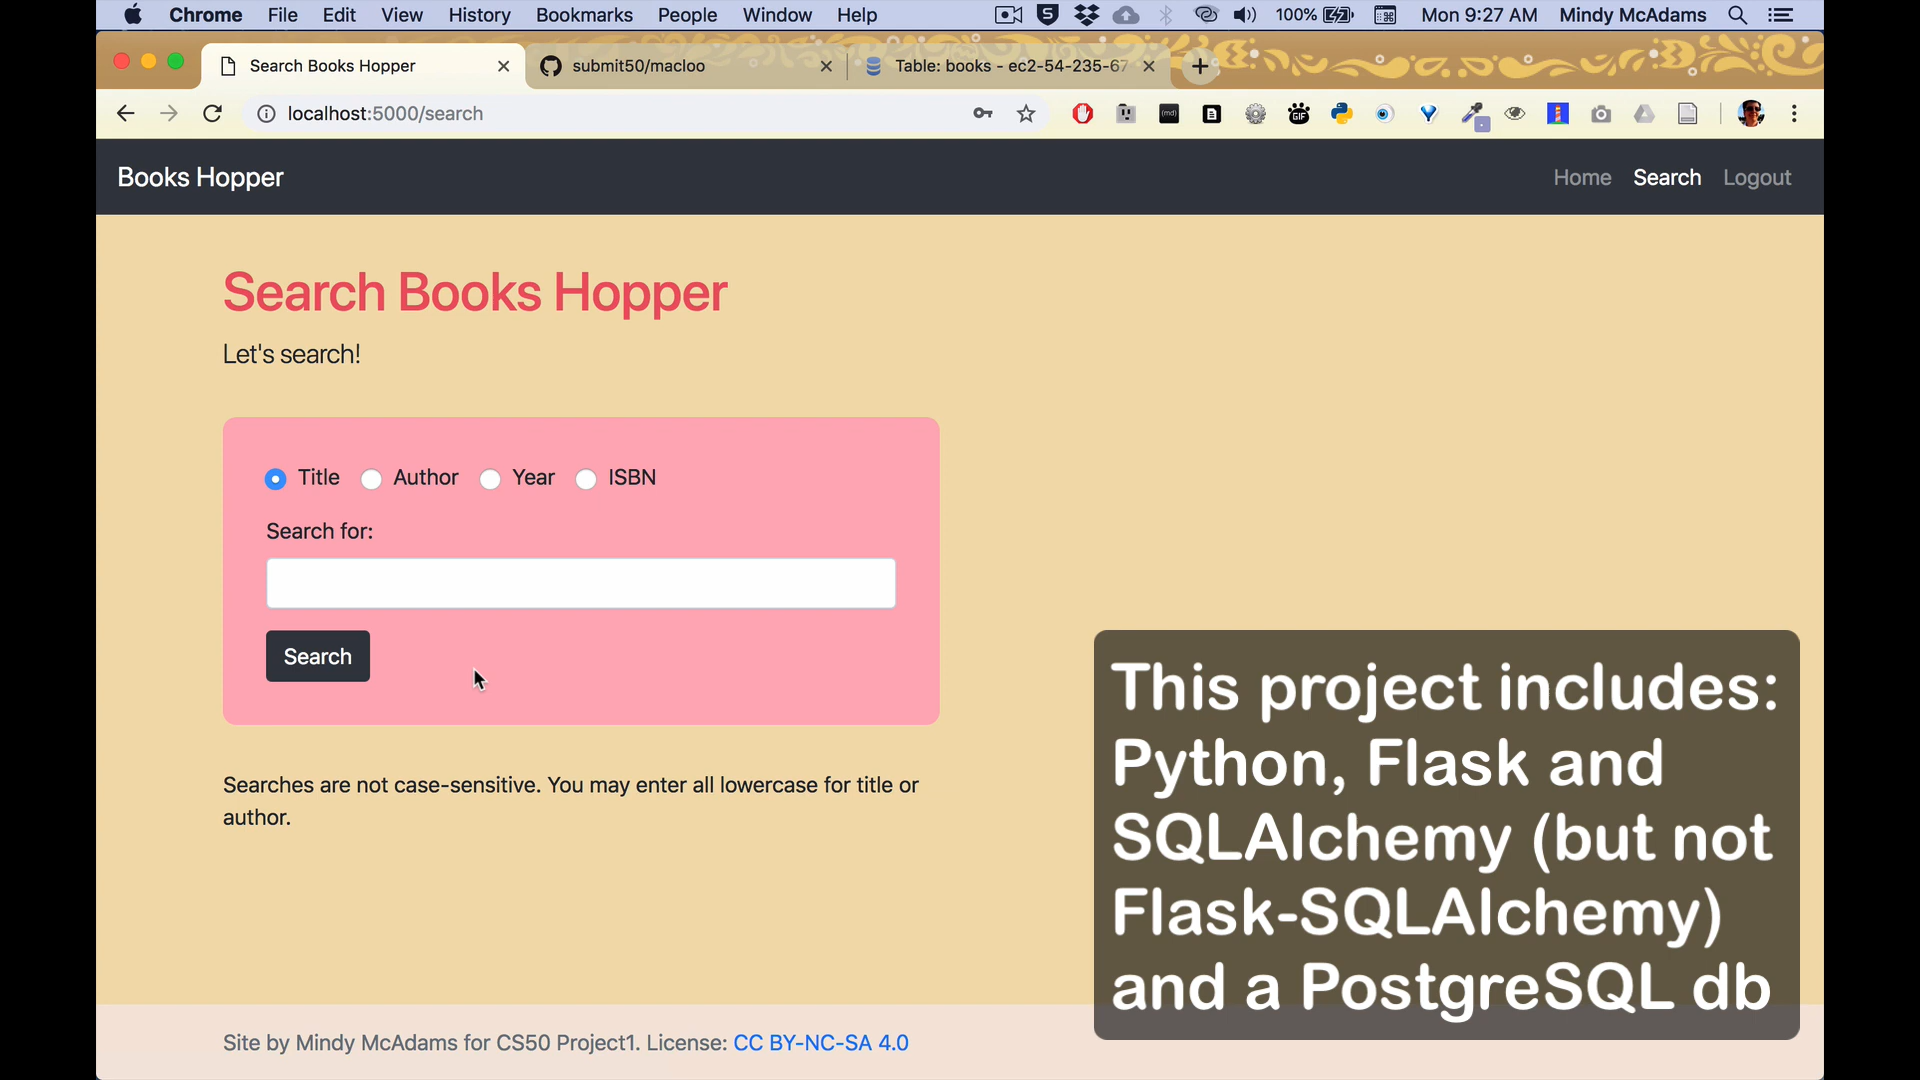 Chrome File Edit View History Bookmarks People Window Help 100% Mon 9:27 AM Mindy McAdams
Search Books Hopper submit50/macloo Table: books - ec2-54-235-67
localhost:5000/search
Books Hopper Home Search Logout
Search Books Hopper
Let's search!
Title Author Year ISBN
Search for:
Search
Searches are not case-sensitive. You may enter all lowercase for title or
author.
This project includes:
Python, Flask and
SQLAlchemy (but not
Flask-SQLAlchemy)
and a PostgreSQL db
Site by Mindy McAdams for CS50 Project1. License: CC BY-NC-SA 4.0